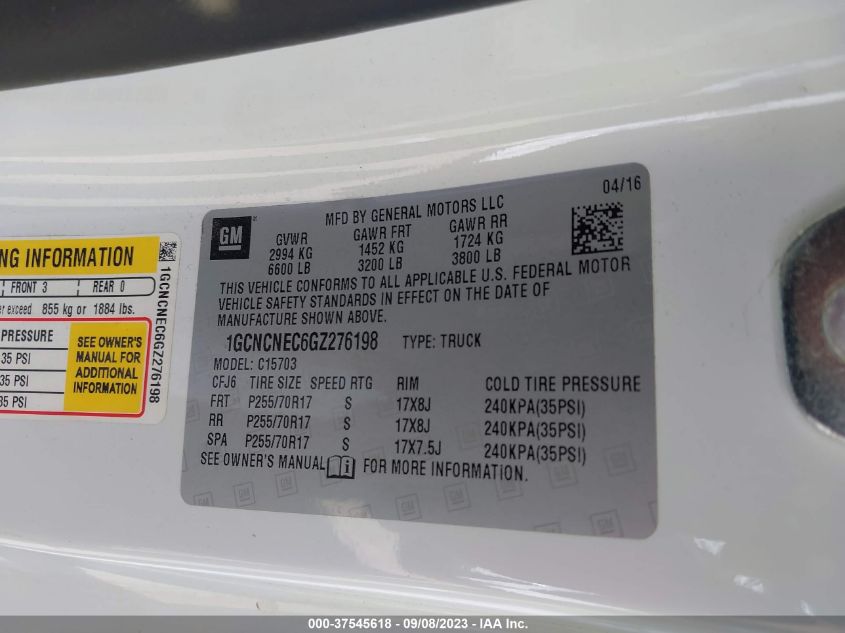 NG INFORMATION
FRONT 3 REAR 0
exceed 855 kg or 1884 lbs.
PRESSURE
35 PSI
35 PSI
35 PSI
SEE OWNER'S
MANUAL FOR
ADDITIONAL
INFORMATION
1GCNCNEC6GZ276198
04/16
GM
MFD BY GENERAL MOTORS LLC
GVWR GAWR FRT GAWR RR
2994 KG 1452 KG 1724 KG
6600 LB 3200 LB 3800 LB
THIS VEHICLE CONFORMS TO ALL APPLICABLE U.S. FEDERAL MOTOR
VEHICLE SAFETY STANDARDS IN EFFECT ON THE DATE OF
MANUFACTURE SHOWN ABOVE.
1GCNCNEC6GZ276198 TYPE: TRUCK
MODEL: C15703
CFJ6 TIRE SIZE SPEED RTG RIM COLD TIRE PRESSURE
FRT P255/70R17 S 17X8J 240KPA(35PSI)
RR P255/70R17 S 17X8J 240KPA(35PSI)
SPA P255/70R17 S 17X7.5J 240KPA(35PSI)
SEE OWNER'S MANUAL FOR MORE INFORMATION.
000-37545618 - 09/08/2023 - IAA Inc.